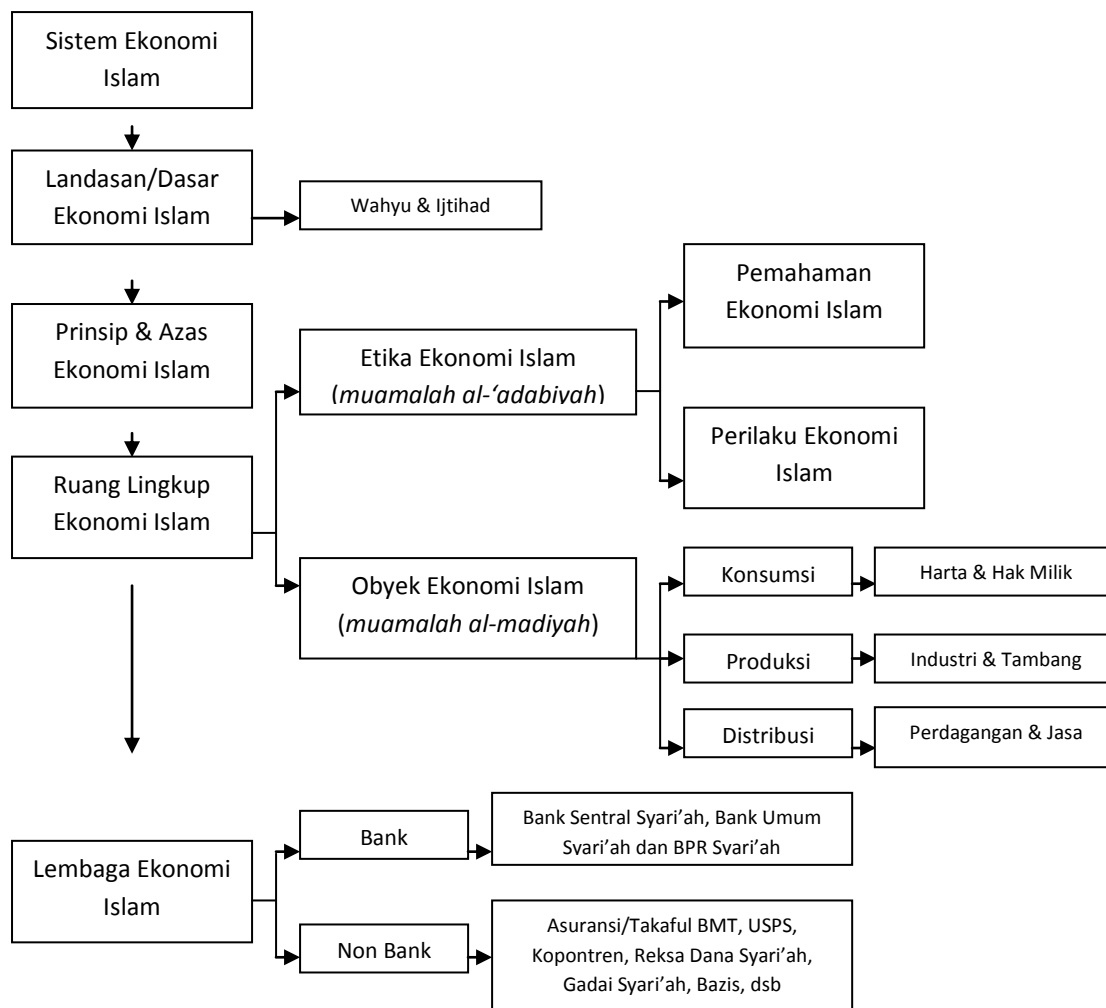 Sistem Ekonomi
Islam
Landasan/Dasar
Ekonomi Islam
Wahyu & Ijtihad
Prinsip & Azas
Ekonomi Islam
Etika Ekonomi Islam
(muamalah al-‘adabiyah)
Pemahaman
Ekonomi Islam
Perilaku Ekonomi
Islam
Ruang Lingkup
Ekonomi Islam
Obyek Ekonomi Islam
(muamalah al-madiyah)
Konsumsi
Harta & Hak Milik
Produksi
Industri & Tambang
Distribusi
Perdagangan & Jasa
Lembaga Ekonomi
Islam
Bank
Bank Sentral Syari’ah, Bank Umum
Syari’ah dan BPR Syari’ah
Non Bank
Asuransi/Takaful BMT, USPS,
Kopontren, Reksa Dana Syari’ah,
Gadai Syari’ah, Bazis, dsb